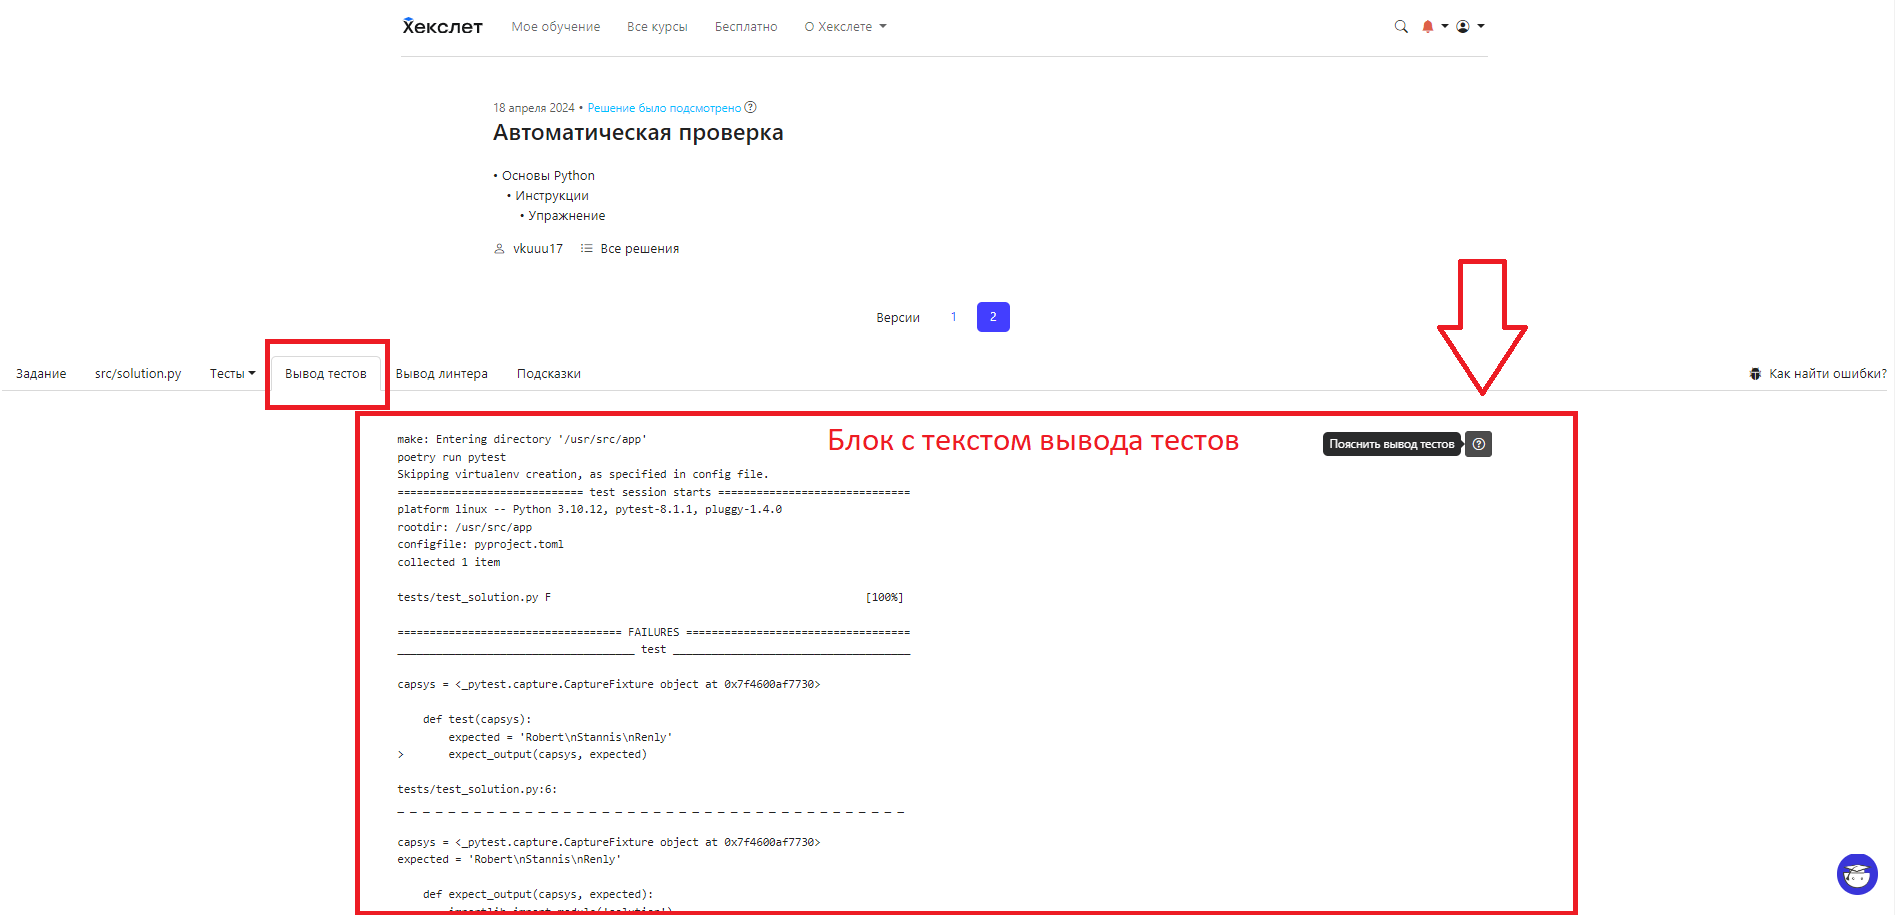 Хекслет Мое обучение Все курсы Бесплатно О Хекслете
18 апреля 2024 • Решение было подсмотрено
Автоматическая проверка
• Основы Python
• Инструкции
• Упражнение
vkuuu17 Все решения
Версии 1 2
Задание src/solution.py Тесты Вывод тестов Вывод линтера Подсказки Как найти ошибки?
Блок с текстом вывода тестов
Пояснить вывод тестов
make: Entering directory '/usr/src/app'
poetry run pytest
Skipping virtualenv creation, as specified in config file.
============================= test session starts ==============================
platform linux -- Python 3.10.12, pytest-8.1.1, pluggy-1.4.0
rootdir: /usr/src/app
configfile: pyproject.toml
collected 1 item
tests/test_solution.py F [100%]
=================================== FAILURES ===================================
_____________________________________ test _____________________________________
capsys = <_pytest.capture.CaptureFixture object at 0x7f4600af7730>
def test(capsys):
expected = 'Robert\nStannis\nRenly'
> expect_output(capsys, expected)
tests/test_solution.py:6:
_ _ _ _ _ _ _ _ _ _ _ _ _ _ _ _ _ _ _ _ _ _ _ _ _ _ _ _ _ _ _ _ _ _ _ _ _ _ _ _
capsys = <_pytest.capture.CaptureFixture object at 0x7f4600af7730>
expected = 'Robert\nStannis\nRenly'
def expect_output(capsys, expected):
importlib.import_module('solution')